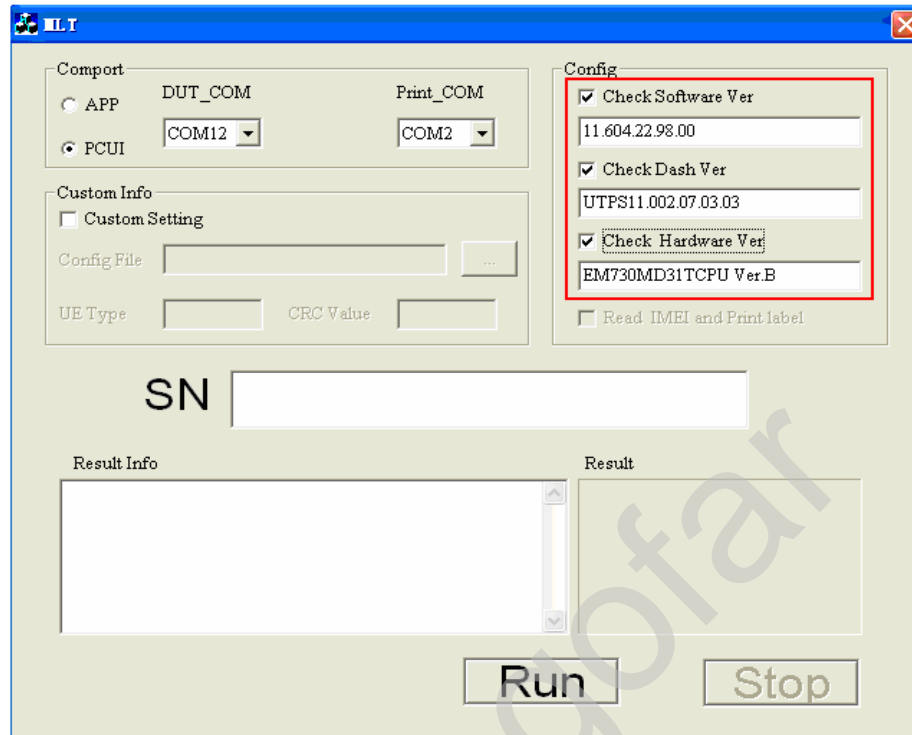 MLT
Comport
APP
PCUI
DUT_COM
COM12
Print_COM
COM2
Config
Check Software Ver
11.604.22.98.00
Check Dash Ver
UTPS11.002.07.03.03
Check Hardware Ver
EM730MD31TCPU Ver.B
Read IMEI and Print label
Custom Info
Custom Setting
Config File
...
UE Type
CRC Value
SN
Result Info
Result
Run
Stop
gofar